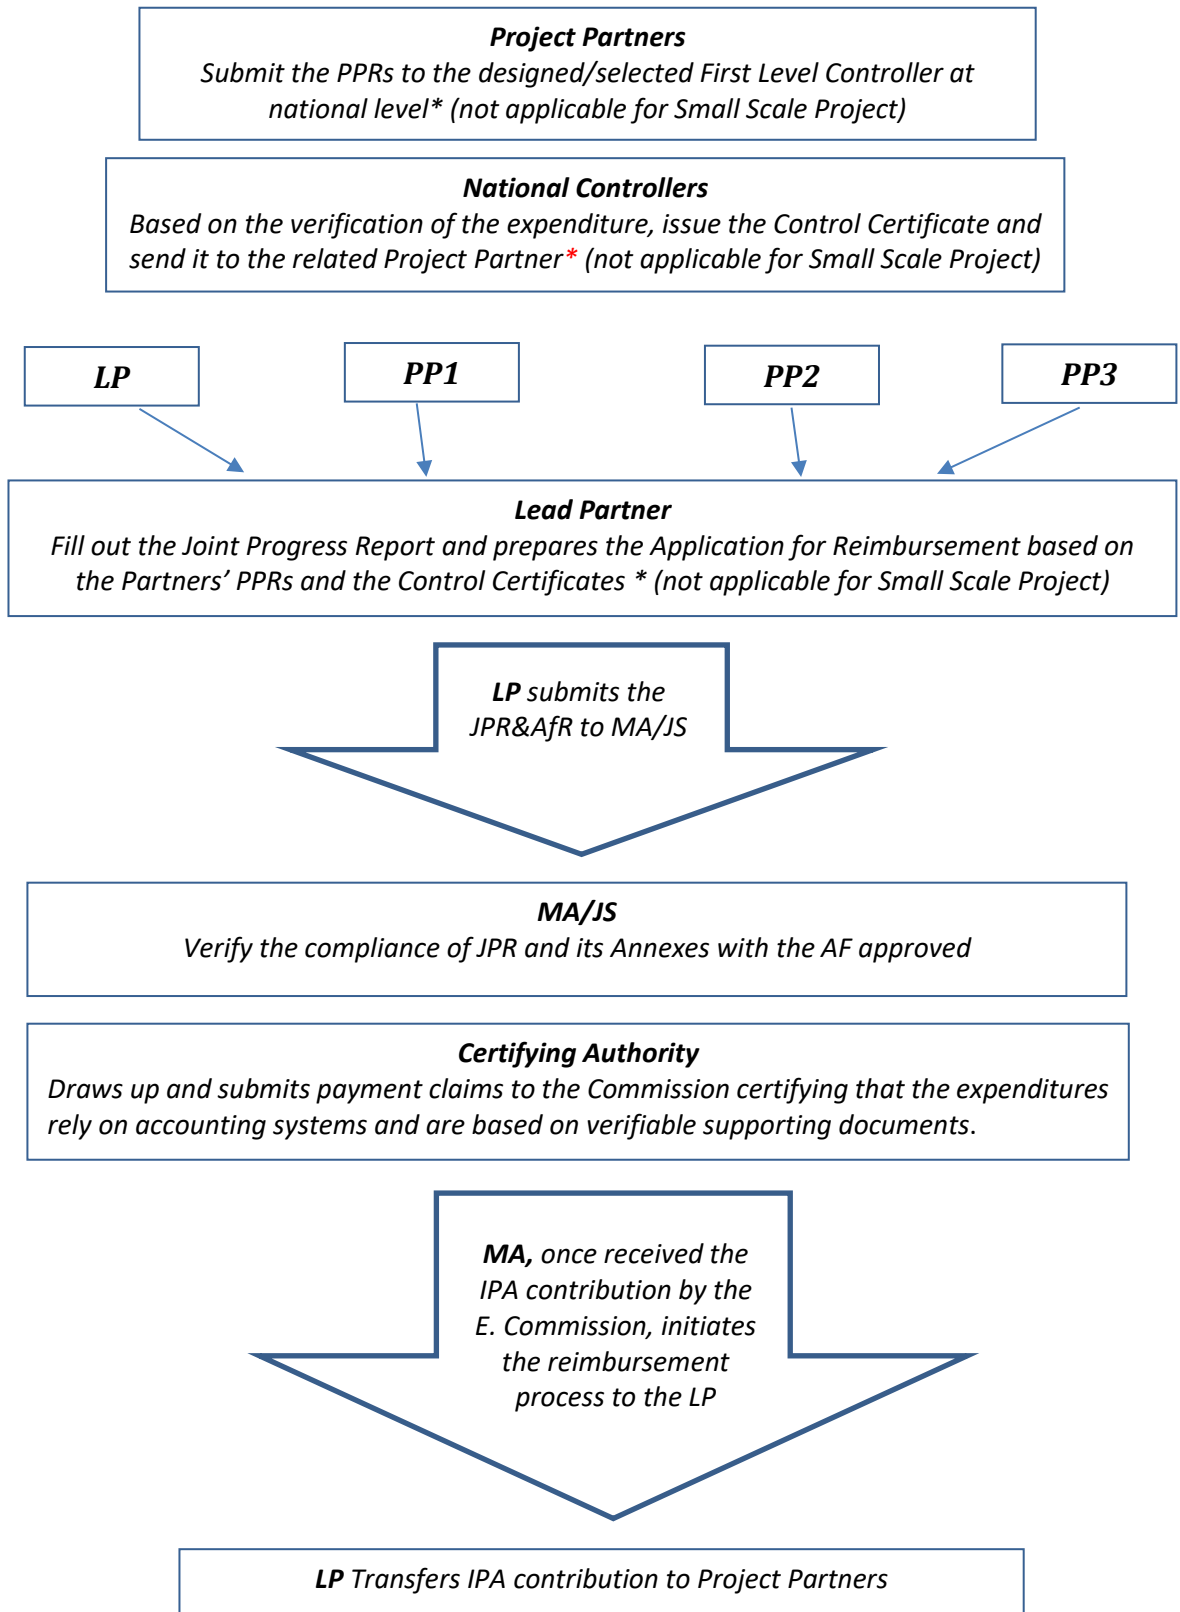 Project Partners
Submit the PPRs to the designed/selected First Level Controller at
national level* (not applicable for Small Scale Project)
National Controllers
Based on the verification of the expenditure, issue the Control Certificate and
send it to the related Project Partner* (not applicable for Small Scale Project)
LP
PP1
PP2
PP3
Lead Partner
Fill out the Joint Progress Report and prepares the Application for Reimbursement based on
the Partners’ PPRs and the Control Certificates * (not applicable for Small Scale Project)
LP submits the
JPR&AfR to MA/JS
MA/JS
Verify the compliance of JPR and its Annexes with the AF approved
Certifying Authority
Draws up and submits payment claims to the Commission certifying that the expenditures
rely on accounting systems and are based on verifiable supporting documents.
MA, once received the
IPA contribution by the
E. Commission, initiates
the reimbursement
process to the LP
LP Transfers IPA contribution to Project Partners